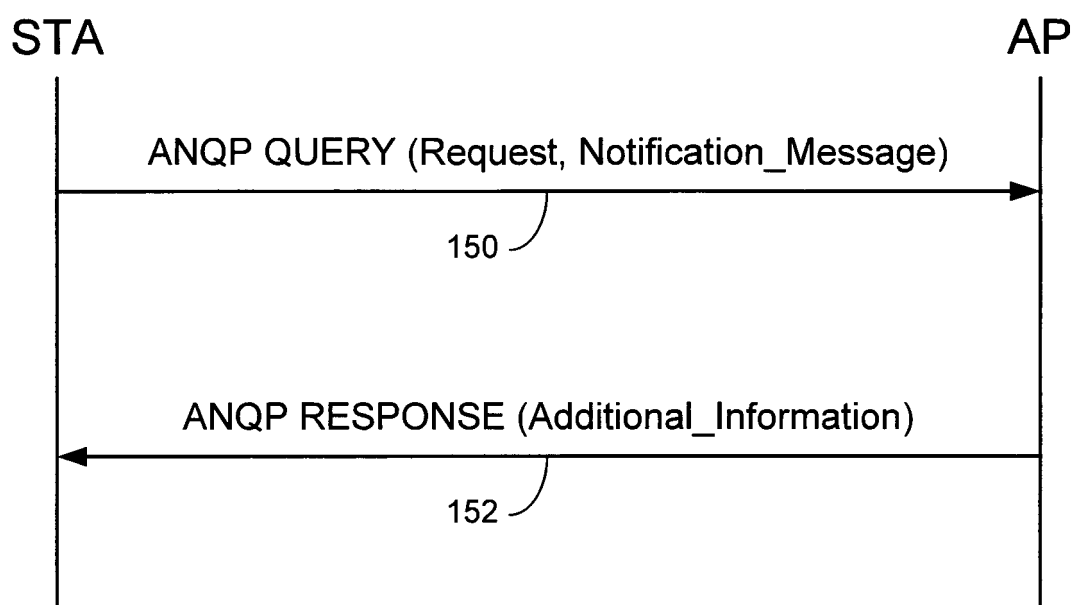 STA
AP
ANQP QUERY (Request, Notification_Message)
150
ANQP RESPONSE (Additional_Information)
152